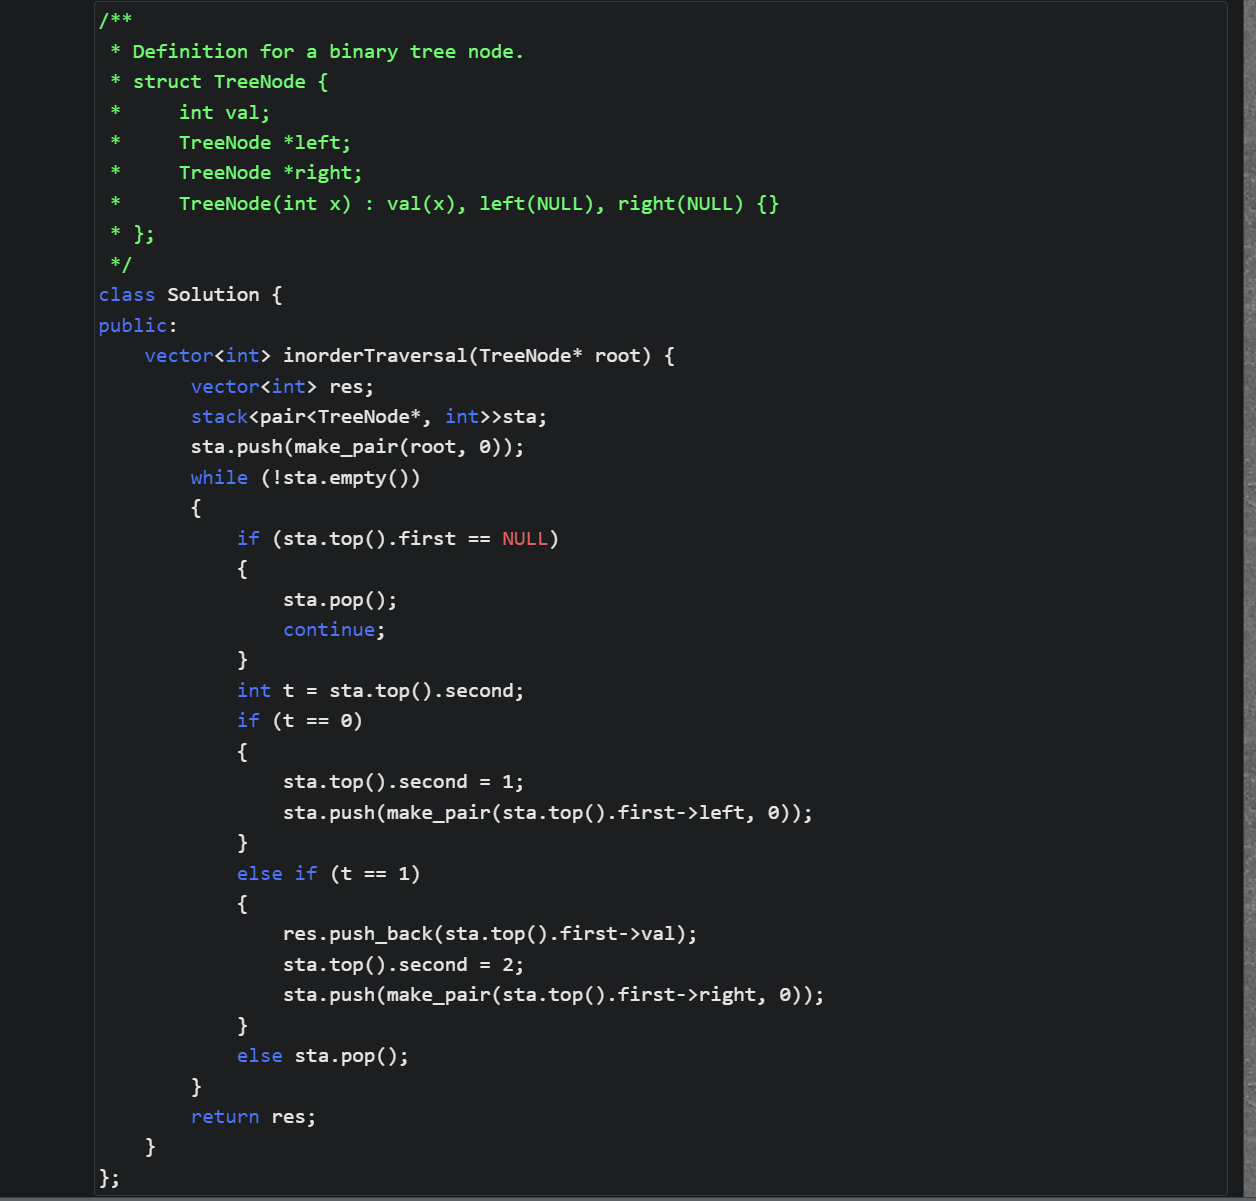 /**
 * Definition for a binary tree node.
 * struct TreeNode {
 *     int val;
 *     TreeNode *left;
 *     TreeNode *right;
 *     TreeNode(int x) : val(x), left(NULL), right(NULL) {}
 * };
 */
class Solution {
public:
    vector<int> inorderTraversal(TreeNode* root) {
        vector<int> res;
        stack<pair<TreeNode*, int>>sta;
        sta.push(make_pair(root, 0));
        while (!sta.empty())
        {
            if (sta.top().first == NULL)
            {
                sta.pop();
                continue;
            }
            int t = sta.top().second;
            if (t == 0)
            {
                sta.top().second = 1;
                sta.push(make_pair(sta.top().first->left, 0));
            }
            else if (t == 1)
            {
                res.push_back(sta.top().first->val);
                sta.top().second = 2;
                sta.push(make_pair(sta.top().first->right, 0));
            }
            else sta.pop();
        }
        return res;
    }
};